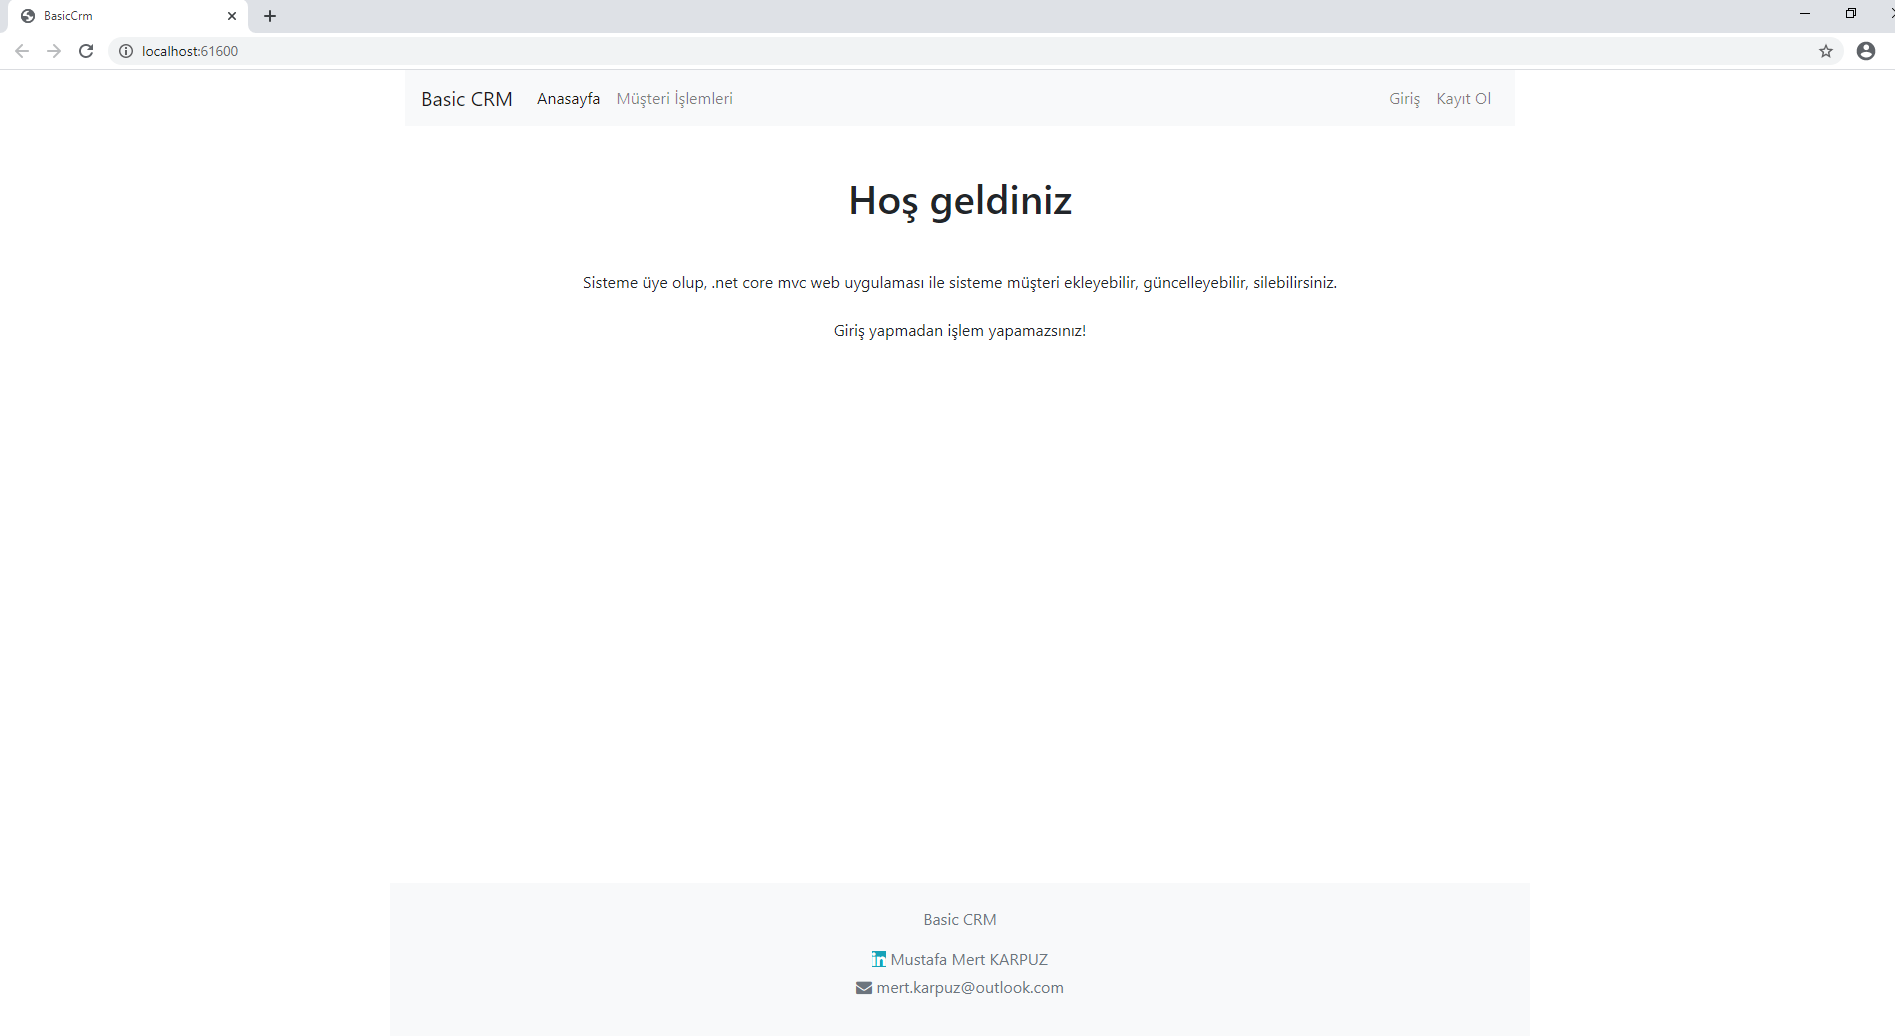 BasicCrm
localhost:61600
Basic CRM Anasayfa Müşteri İşlemleri Giriş Kayıt Ol
Hoş geldiniz
Sisteme üye olup, .net core mvc web uygulaması ile sisteme müşteri ekleyebilir, güncelleyebilir, silebilirsiniz.
Giriş yapmadan işlem yapamazsınız!
Basic CRM
in Mustafa Mert KARPUZ
mert.karpuz@outlook.com